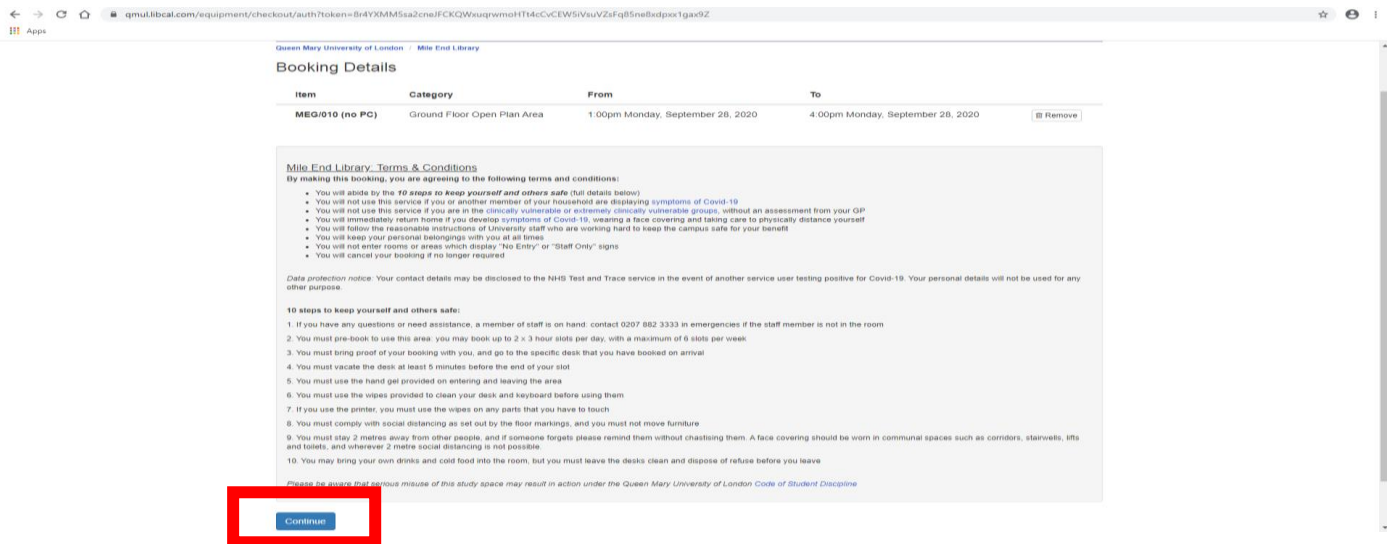 qmul.libcal.com/equipment/checkout/auth?token=8r4YXMM5sa2cneJFCKQWxuqrwmoHTt4cCvCEW5iVsuVZsFq85ne8xdpxx1gax9Z
Apps
Queen Mary University of London / Mile End Library
Booking Details
Item Category From To
MEG/010 (no PC) Ground Floor Open Plan Area 1:00pm Monday, September 28, 2020 4:00pm Monday, September 28, 2020 Remove
Mile End Library: Terms & Conditions
By making this booking, you are agreeing to the following terms and conditions:
• You will abide by the 10 steps to keep yourself and others safe (full details below)
• You will not use this service if you or another member of your household are displaying symptoms of Covid-19
• You will not use this service if you are in the clinically vulnerable or extremely clinically vulnerable groups, without an assessment from your GP
• You will immediately return home if you develop symptoms of Covid-19, wearing a face covering and taking care to physically distance yourself
• You will follow the reasonable instructions of University staff who are working hard to keep the campus safe for your benefit
• You will keep your personal belongings with you at all times
• You will not enter rooms or areas which display "No Entry" or "Staff Only" signs
• You will cancel your booking if no longer required
Data protection notice: Your contact details may be disclosed to the NHS Test and Trace service in the event of another service user testing positive for Covid-19. Your personal details will not be used for any
other purpose.
10 steps to keep yourself and others safe:
1. If you have any questions or need assistance, a member of staff is on hand: contact 0207 882 3333 in emergencies if the staff member is not in the room
2. You must pre-book to use this area: you may book up to 2 x 3 hour slots per day, with a maximum of 6 slots per week
3. You must bring proof of your booking with you, and go to the specific desk that you have booked on arrival
4. You must vacate the desk at least 5 minutes before the end of your slot
5. You must use the hand gel provided on entering and leaving the area
6. You must use the wipes provided to clean your desk and keyboard before using them
7. If you use the printer, you must use the wipes on any parts that you have to touch
8. You must comply with social distancing as set out by the floor markings, and you must not move furniture
9. You must stay 2 metres away from other people, and if someone forgets please remind them without chastising them. A face covering should be worn in communal spaces such as corridors, stairwells, lifts
and toilets, and wherever 2 metre social distancing is not possible.
10. You may bring your own drinks and cold food into the room, but you must leave the desks clean and dispose of refuse before you leave
Please be aware that serious misuse of this study space may result in action under the Queen Mary University of London Code of Student Discipline
Continue